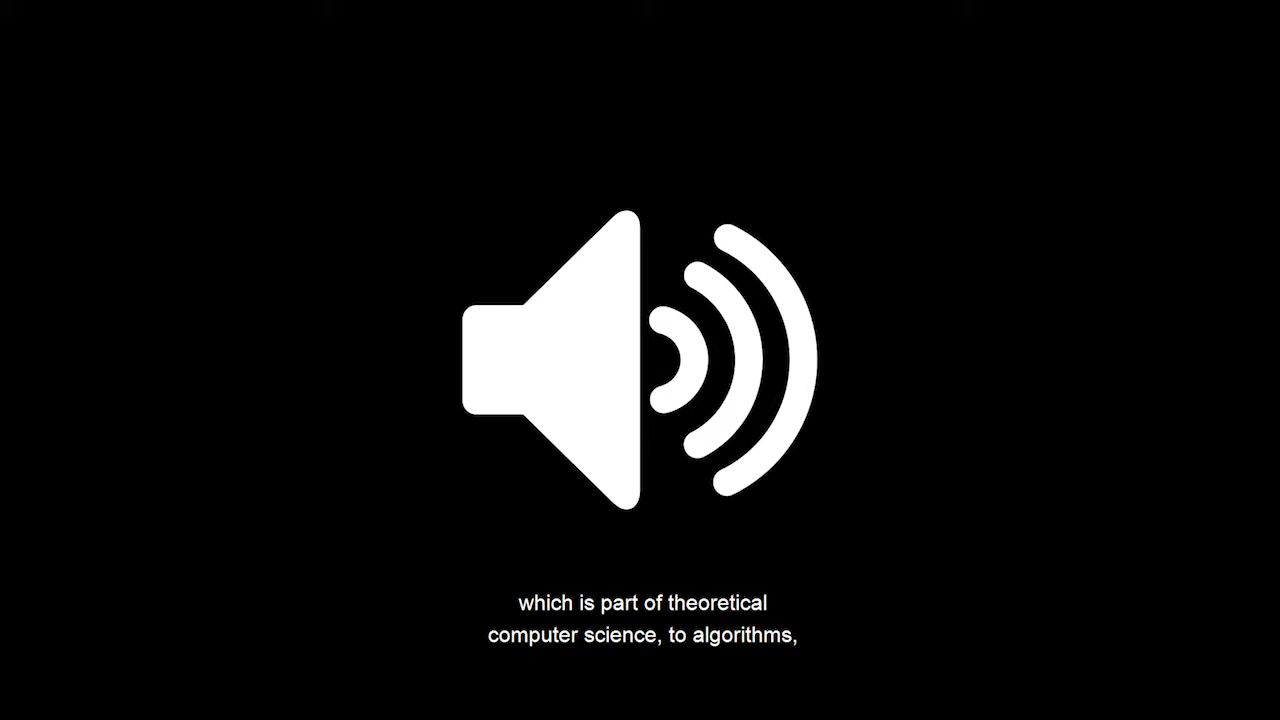 which is part of theoretical
computer science, to algorithms,